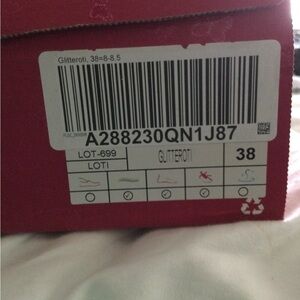 Glitteroti, 38=8-8.5
A288230QN1J87
LOT-699 GLITTEROTI 38
LOTI